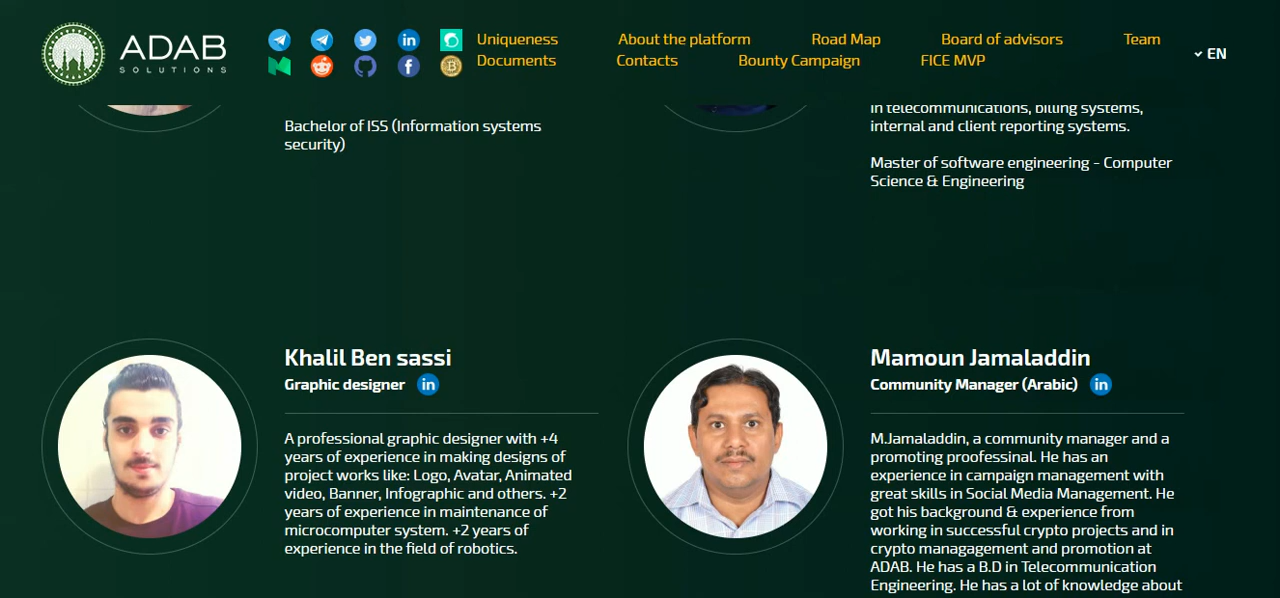 ADAB
SOLUTIONS
Uniqueness
About the platform
Road Map
Board of advisors
Team
Documents
Contacts
Bounty Campaign
FICE MVP
EN
Bachelor of ISS (Information systems
security)
in telecommunications, billing systems,
internal and client reporting systems.
Master of software engineering - Computer
Science & Engineering
Khalil Ben sassi
Graphic designer in
A professional graphic designer with +4
years of experience in making designs of
project works like: Logo, Avatar, Animated
video, Banner, Infographic and others. +2
years of experience in maintenance of
microcomputer system. +2 years of
experience in the field of robotics.
Mamoun Jamaladdin
Community Manager (Arabic) in
M.Jamaladdin, a community manager and a
promoting proofessinal. He has an
experience in campaign management with
great skills in Social Media Management. He
got his background & experience from
working in successful crypto projects and in
crypto managagement and promotion at
ADAB. He has a B.D in Telecommunication
Engineering. He has a lot of knowledge about